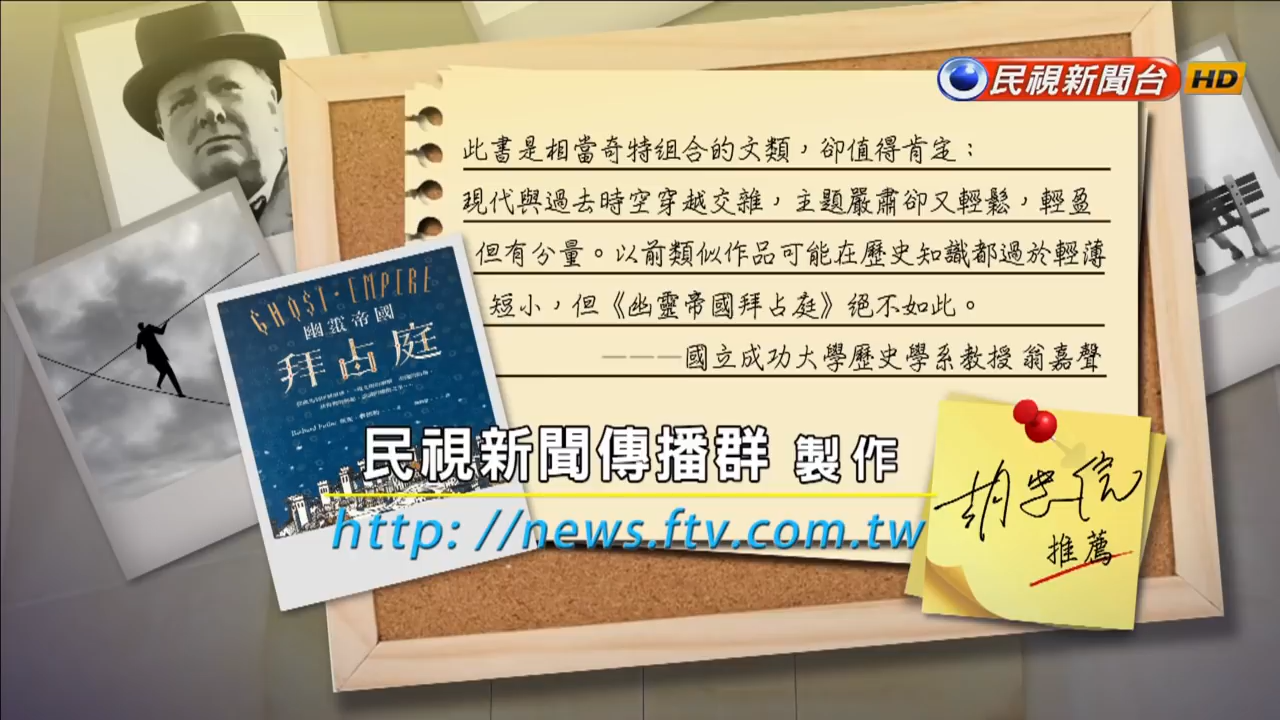 民視新聞台 HD
此書是相當奇特組合的文類，卻值得肯定：
現代與過去時空穿越交雜，主題嚴肅卻又輕鬆，輕盈
但有分量。以前類似作品可能在歷史知識都過於輕薄
短小，但《幽靈帝國拜占庭》絕不如此。
———國立成功大學歷史學系教授 翁嘉聲
GHOST·EMPIRE
幽靈帝國
拜占庭
民視新聞傳播群 製作
http: //news.ftv.com.tw
胡忠信
推薦